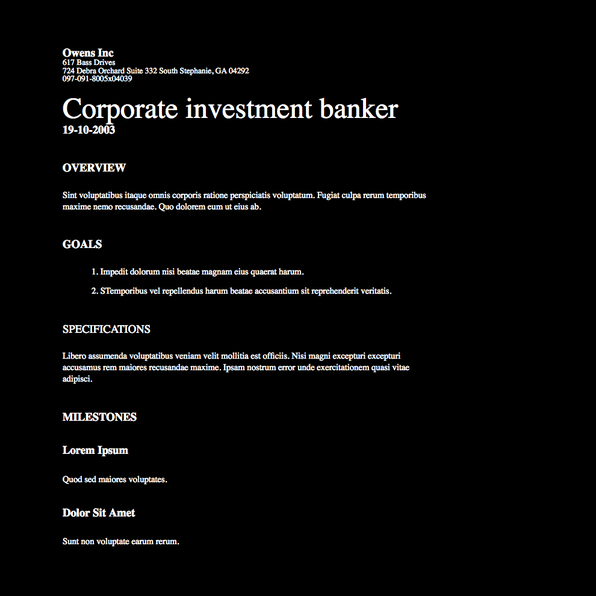 Owens Inc
617 Bass Drives
724 Debra Orchard Suite 332 South Stephanie, GA 04292
097-091-8005x04039
Corporate investment banker
19-10-2003
OVERVIEW
Sint voluptatibus itaque omnis corporis ratione perspiciatis voluptatum. Fugiat culpa rerum temporibus
maxime nemo recusandae. Quo dolorem eum ut eius ab.
GOALS
1. Impedit dolorum nisi beatae magnam eius quaerat harum.
2. STemporibus vel repellendus harum beatae accusantium sit reprehenderit veritatis.
SPECIFICATIONS
Libero assumenda voluptatibus veniam velit mollitia est officiis. Nisi magni excepturi excepturi
accusamus rem maiores recusandae maxime. Ipsam nostrum error unde exercitationem quasi vitae
adipisci.
MILESTONES
Lorem Ipsum
Quod sed maiores voluptates.
Dolor Sit Amet
Sunt non voluptate earum rerum.